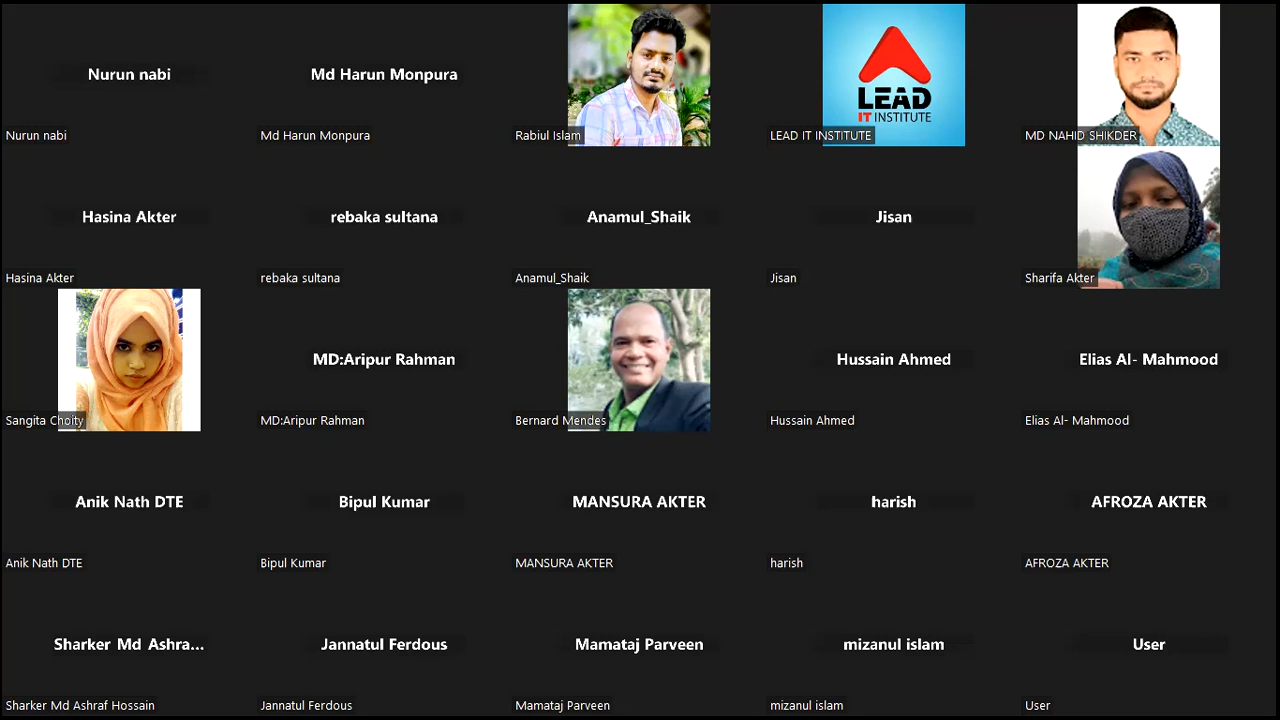 Nurun nabi
Md Harun Monpura
LEAD
IT INSTITUTE
Nurun nabi
Md Harun Monpura
Rabiul Islam
LEAD IT INSTITUTE
MD NAHID SHIKDER
Hasina Akter
rebaka sultana
Anamul_Shaik
Jisan
Hasina Akter
rebaka sultana
Anamul_Shaik
Jisan
Sharifa Akter
MD:Aripur Rahman
Hussain Ahmed
Elias Al- Mahmood
Sangita Choity
MD:Aripur Rahman
Bernard Mendes
Hussain Ahmed
Elias Al- Mahmood
Anik Nath DTE
Bipul Kumar
MANSURA AKTER
harish
AFROZA AKTER
Anik Nath DTE
Bipul Kumar
MANSURA AKTER
harish
AFROZA AKTER
Sharker Md Ashra...
Jannatul Ferdous
Mamataj Parveen
mizanul islam
User
Sharker Md Ashraf Hossain
Jannatul Ferdous
Mamataj Parveen
mizanul islam
User